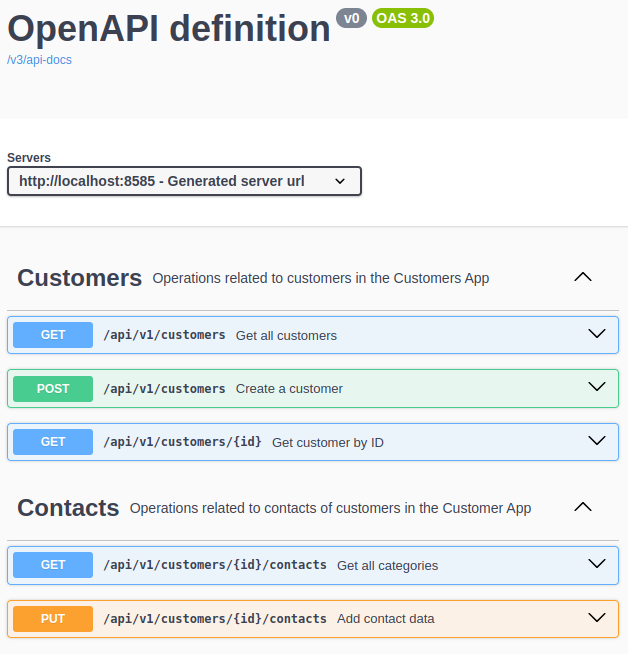 OpenAPI definition v0 OAS 3.0
/v3/api-docs
Servers
http://localhost:8585 - Generated server url
Customers Operations related to customers in the Customers App
GET /api/v1/customers Get all customers
POST /api/v1/customers Create a customer
GET /api/v1/customers/{id} Get customer by ID
Contacts Operations related to contacts of customers in the Customer App
GET /api/v1/customers/{id}/contacts Get all categories
PUT /api/v1/customers/{id}/contacts Add contact data